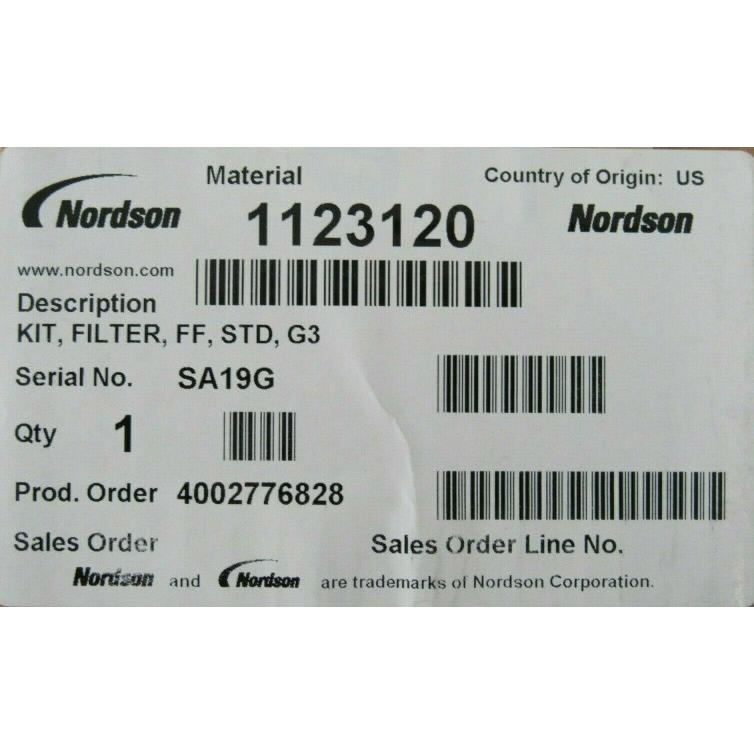 Nordson
Material
Country of Origin: US
1123120
Nordson
www.nordson.com
Description
KIT, FILTER, FF, STD, G3
Serial No. SA19G
Qty 1
Prod. Order 4002776828
Sales Order Sales Order Line No.
Nordson and Nordson are trademarks of Nordson Corporation.